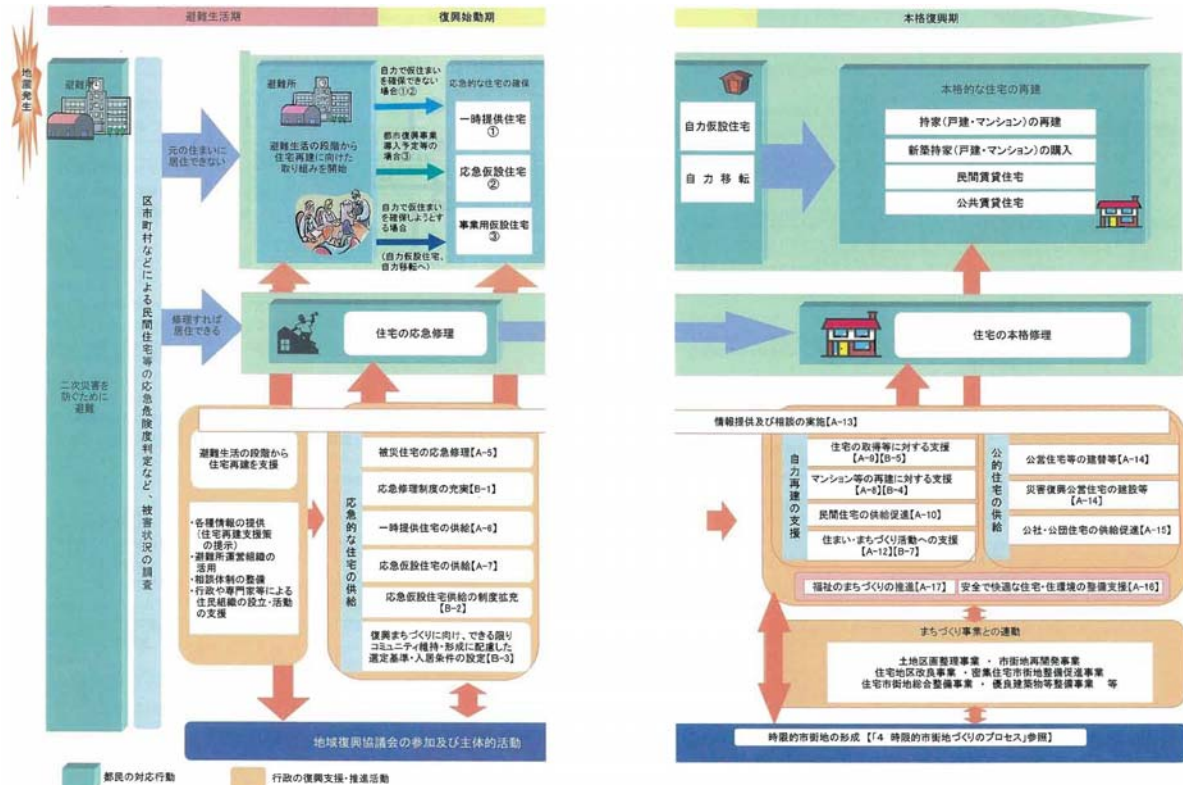 避難生活期
復興始動期
本格復興期
地震発生
避難所
二次災害を
防ぐために
避難
区市町村などによる民間住宅等の応急危険度判定など、被害状況の調査
元の住まいに
居住できない
修理すれば
居住できる
避難所
避難生活の段階から
住宅再建に向けた
取り組みを開始
自力で仮住まい
を確保できない
場合①②
都市復興事業
導入予定等の
場合③
自力で仮住まい
を確保しようとす
る場合
(自力仮設住宅、
自力移転へ)
応急的な住宅の確保
一時提供住宅
①
応急仮設住宅
②
事業用仮設住宅
③
自力仮設住宅
自力移転
本格的な住宅の再建
持家(戸建・マンション)の再建
新築持家(戸建・マンション)の購入
民間賃貸住宅
公共賃貸住宅
住宅の応急修理
住宅の本格修理
情報提供及び相談の実施【A-13】
避難生活の段階から
住宅再建を支援
・各種情報の提供
(住宅再建支援策
の提示)
・避難所運営組織の
活用
・相談体制の整備
・行政や専門家等による
住民組織の設立・活動
の支援
応急的な住宅の供給
被災住宅の応急修理【A-5】
応急修理制度の充実【B-1】
一時提供住宅の供給【A-6】
応急仮設住宅の供給【A-7】
応急仮設住宅供給の制度拡充
【B-2】
復興まちづくりに向け、できる限り
コミュニティ維持・形成に配慮した
選定基準・入居条件の設定【B-3】
自力再建の支援
住宅の取得等に対する支援
【A-9】【B-5】
マンション等の再建に対する支援
【A-8】【B-4】
民間住宅の供給促進【A-10】
住まい・まちづくり活動への支援
【A-12】【B-7】
公的住宅の供給
公営住宅等の建替等【A-14】
災害復興公営住宅の建設等
【A-14】
公社・公団住宅の供給促進【A-15】
福祉のまちづくりの推進【A-17】 安全で快適な住宅・住環境の整備支援【A-16】
まちづくり事業との連動
土地区画整理事業 ・ 市街地再開発事業
住宅地区改良事業 ・密集住宅市街地整備促進事業
住宅市街地総合整備事業 ・ 優良建築物等整備事業 等
地域復興協議会の参加及び主体的活動
時限的市街地の形成 【「4 時限的市街地づくりのプロセス」参照】
都民の対応行動
行政の復興支援・推進活動